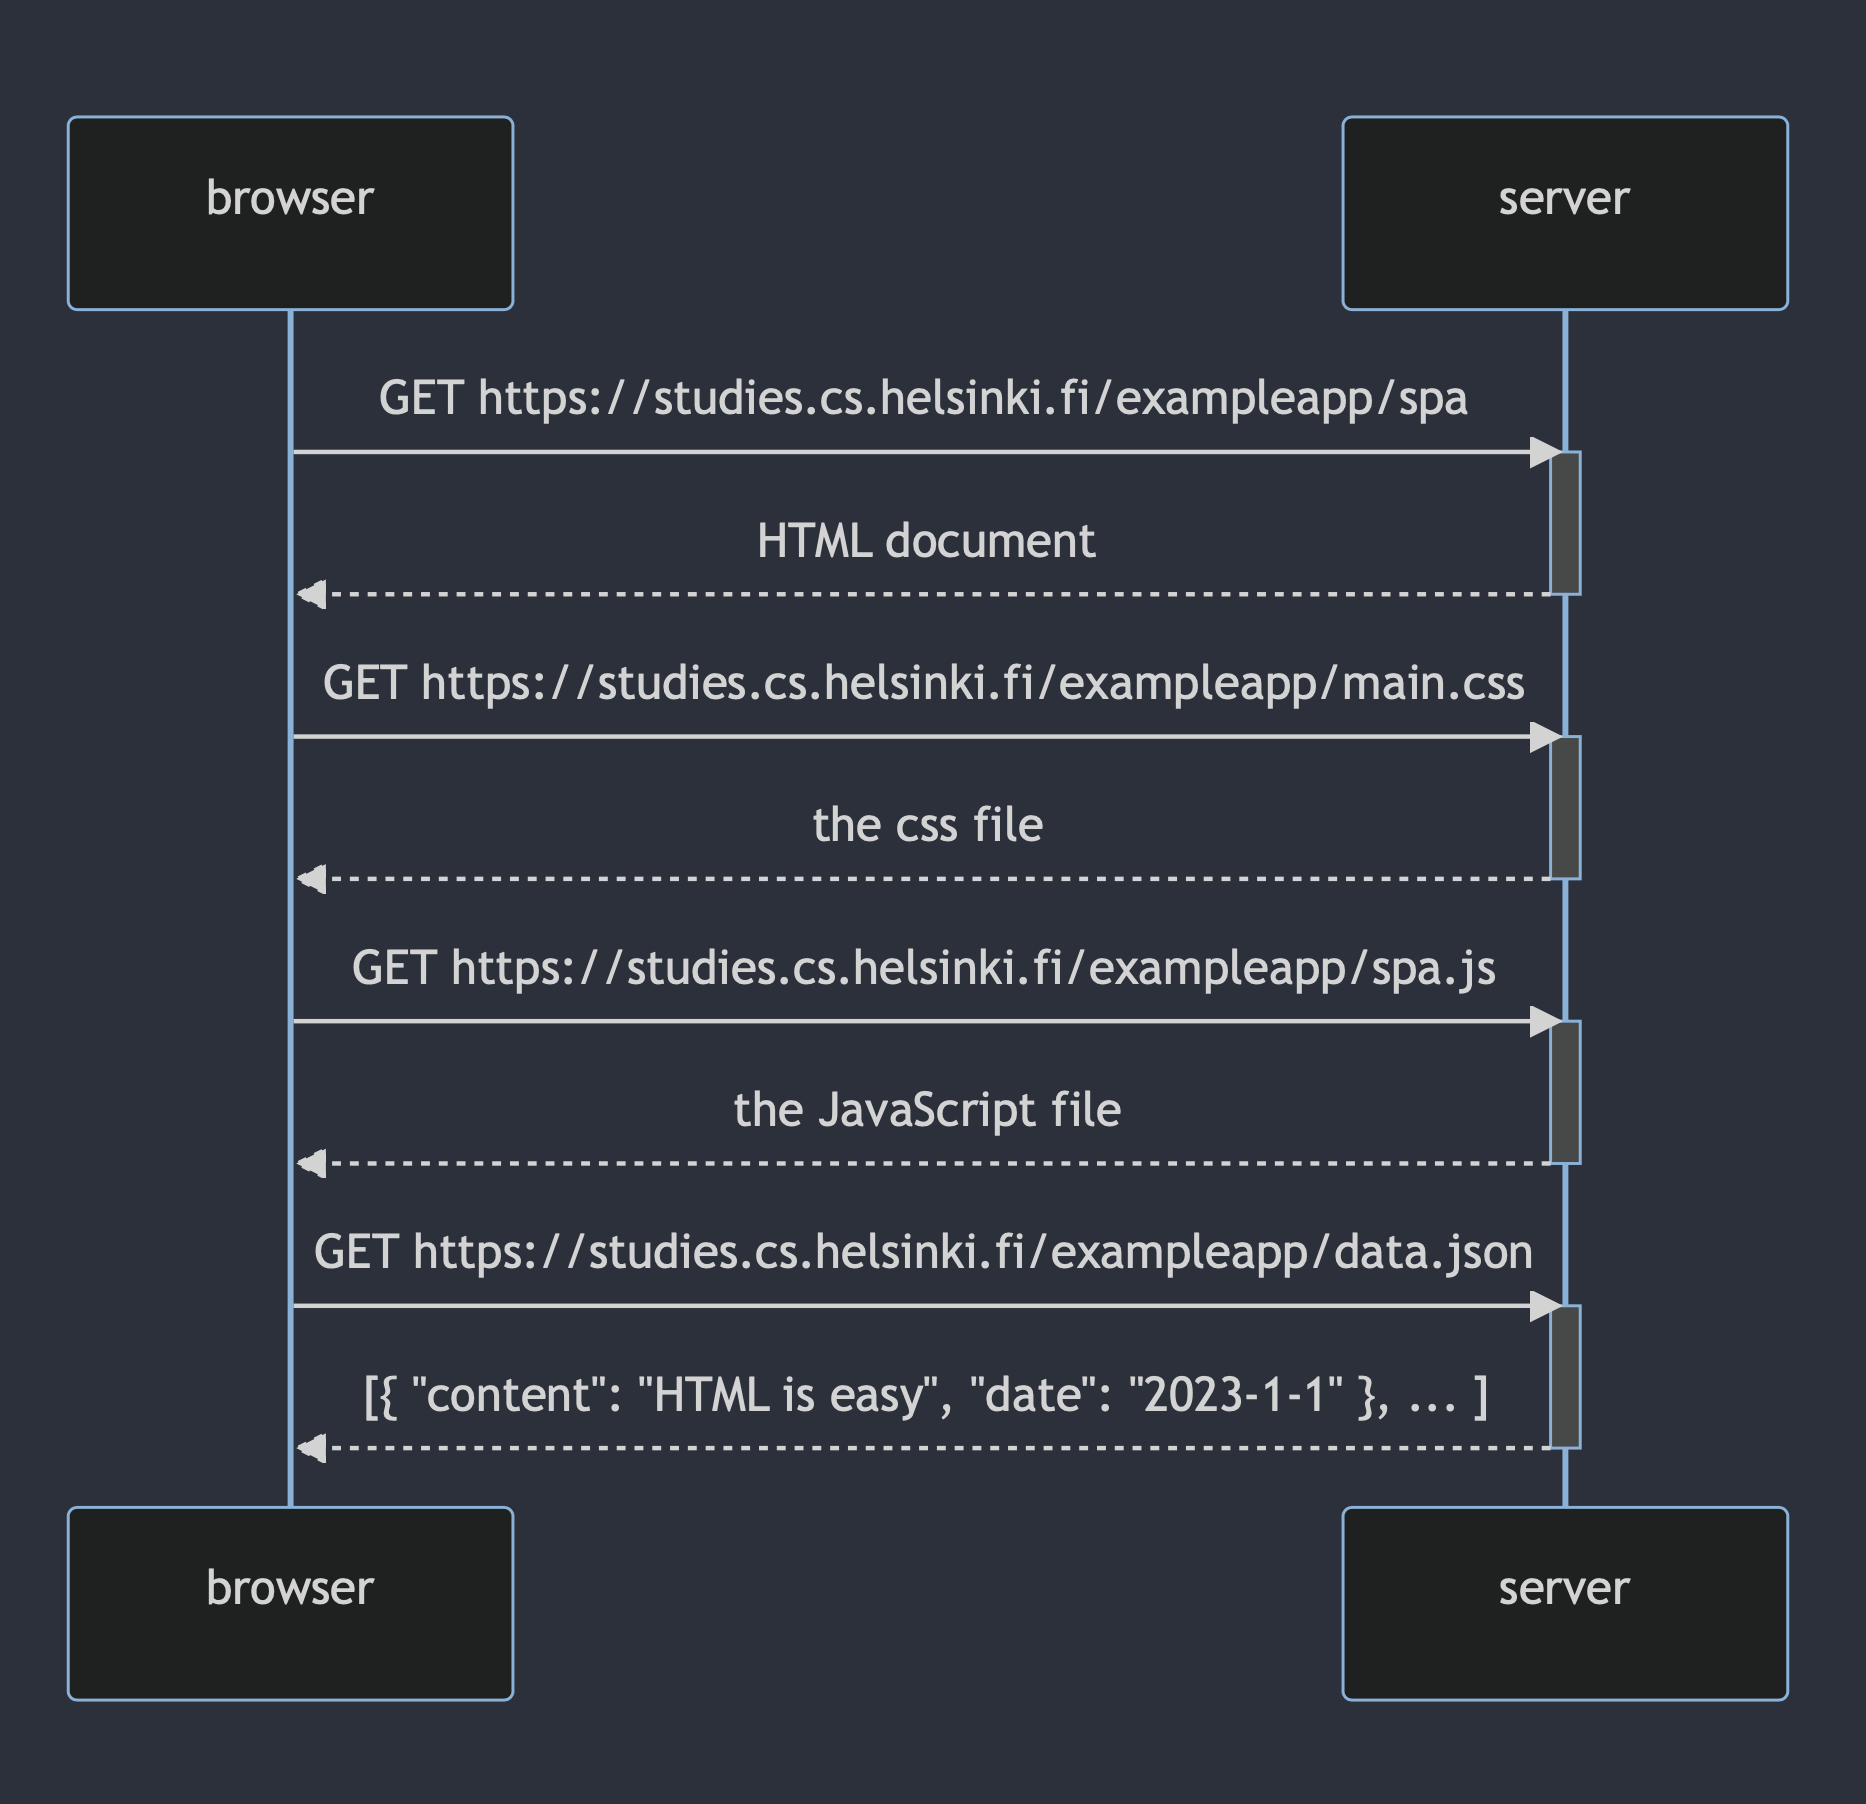 browser
server
GET https://studies.cs.helsinki.fi/exampleapp/spa
HTML document
GET https://studies.cs.helsinki.fi/exampleapp/main.css
the css file
GET https://studies.cs.helsinki.fi/exampleapp/spa.js
the JavaScript file
GET https://studies.cs.helsinki.fi/exampleapp/data.json
[{ "content": "HTML is easy", "date": "2023-1-1" }, ... ]
browser
server